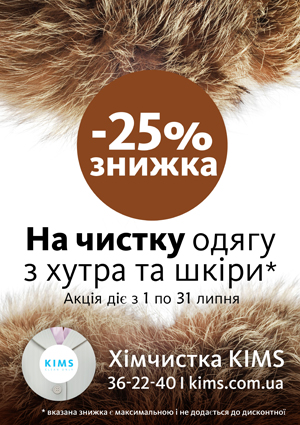 -25%
знижка
На чистку одягу
з хутра та шкіри*
Акція діє з 1 по 31 липня
KIMS
Хімчистка KIMS
36-22-40 | kims.com.ua
* вказана знижка є максимальною і не додається до дисконтної